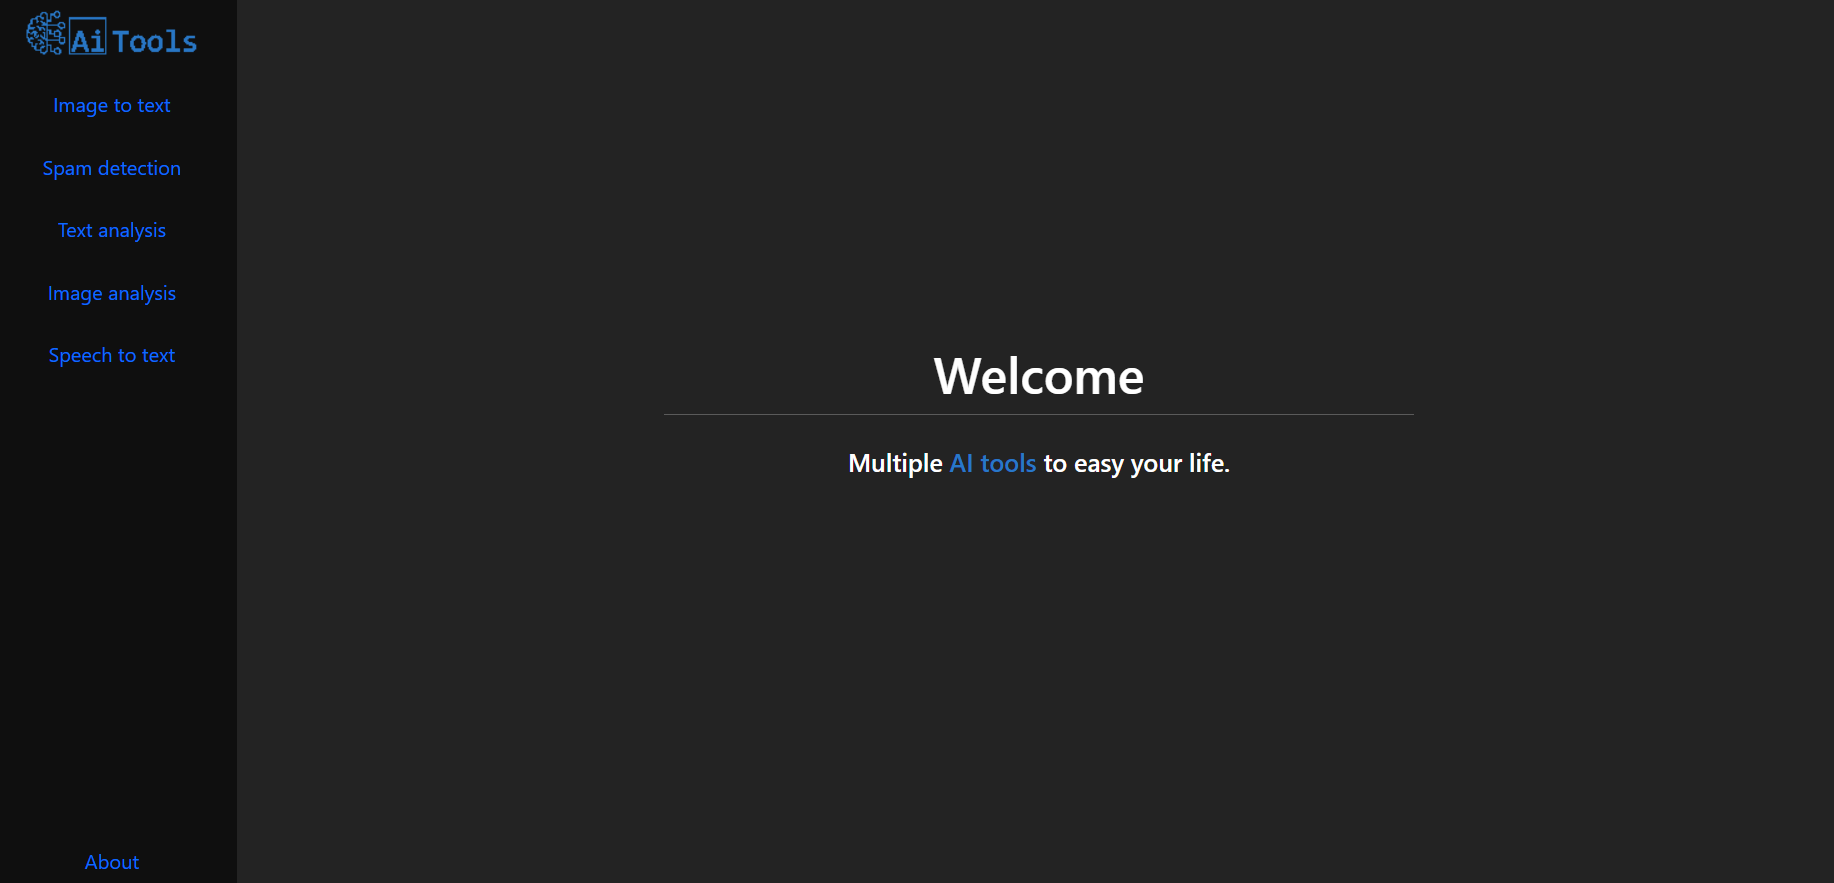 Ai Tools
Image to text
Spam detection
Text analysis
Image analysis
Speech to text
About
Welcome
Multiple AI tools to easy your life.